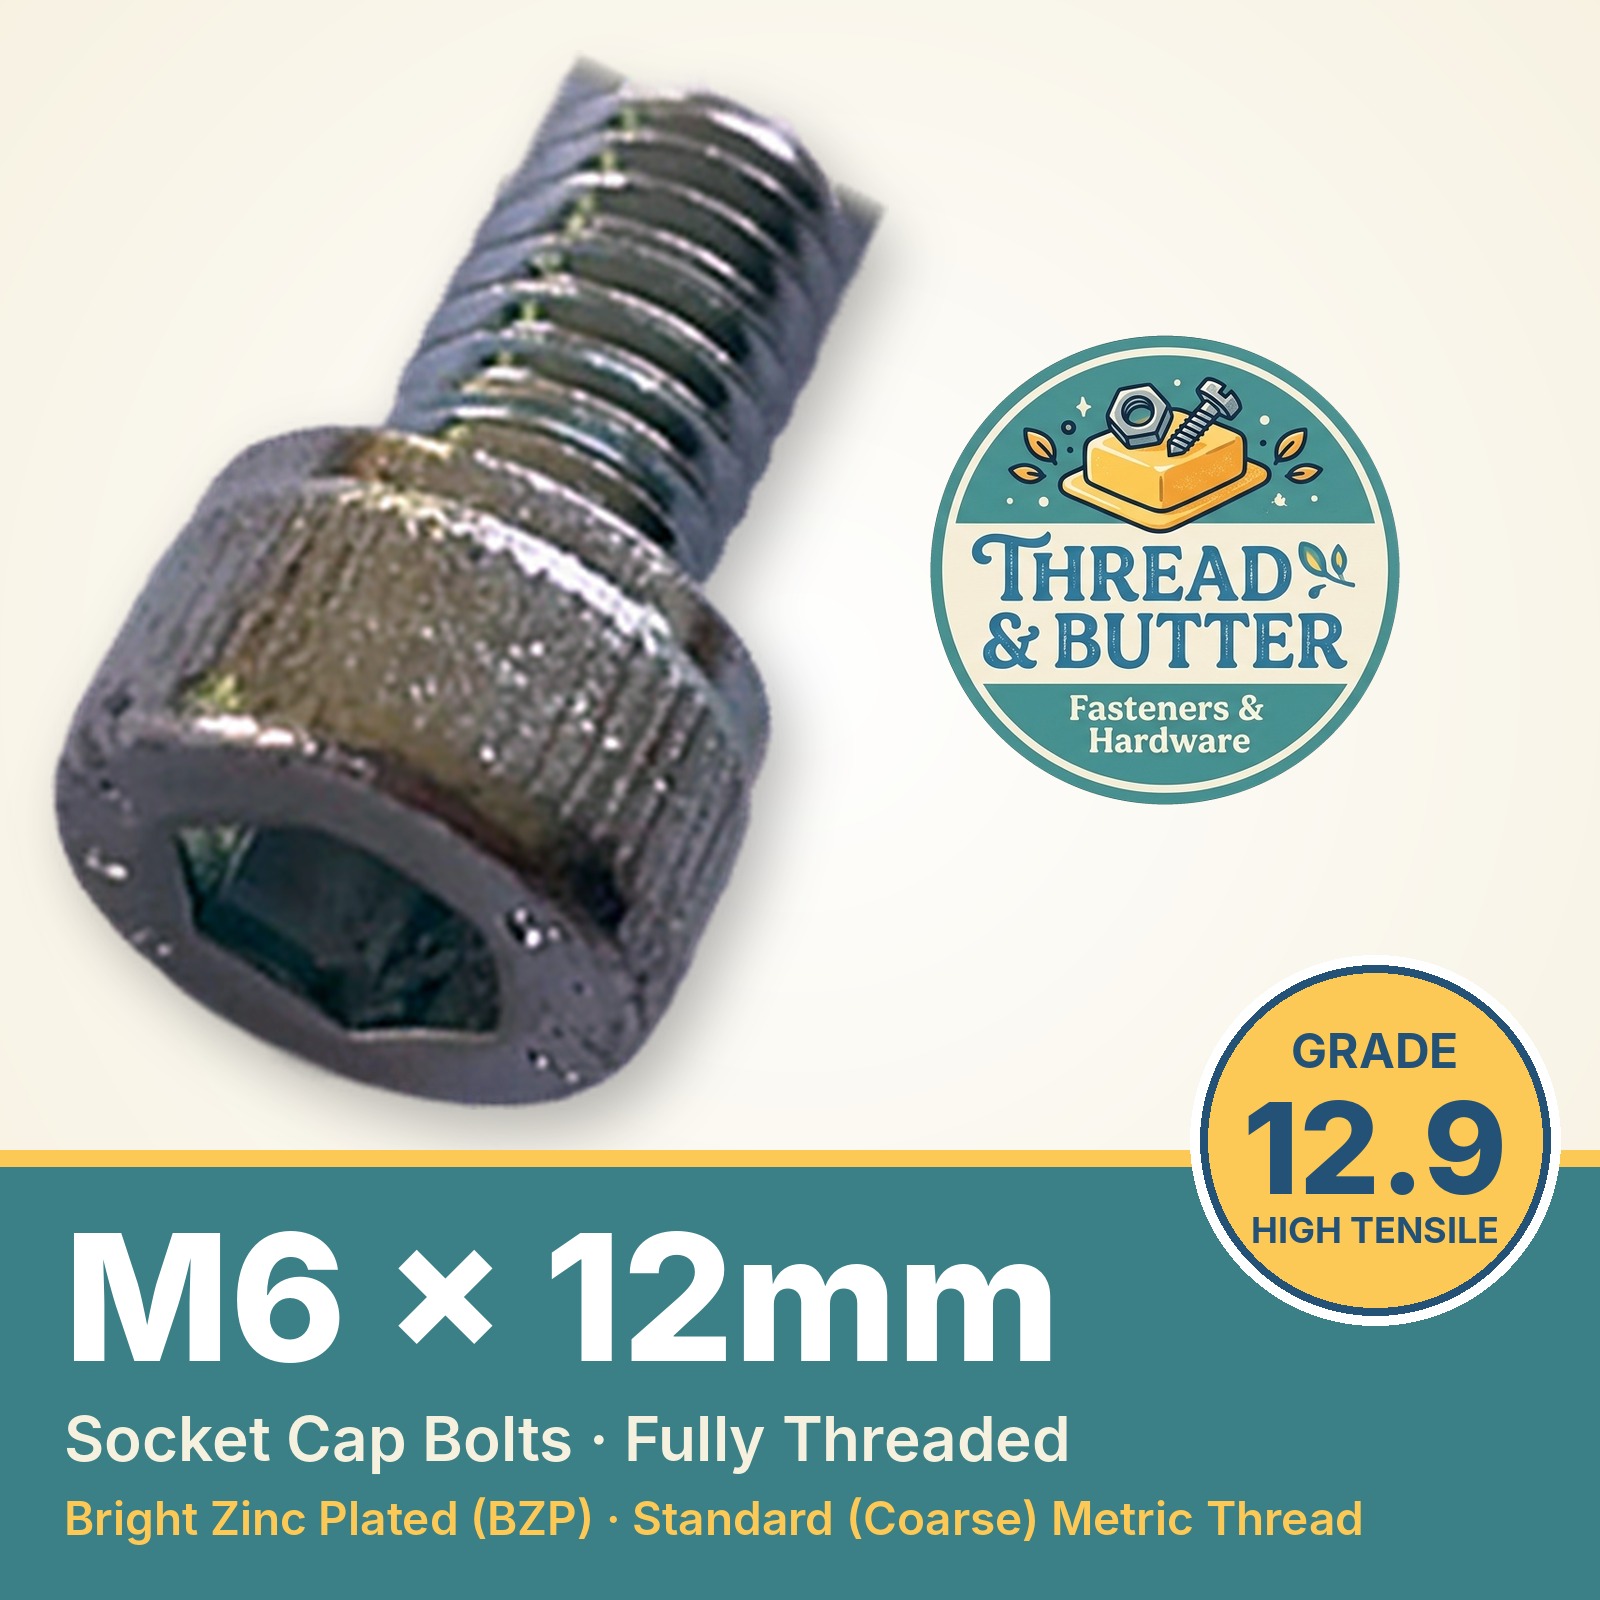 THREAD
& BUTTER
Fasteners &
Hardware
GRADE
12.9
HIGH TENSILE
M6 × 12mm
Socket Cap Bolts · Fully Threaded
Bright Zinc Plated (BZP) · Standard (Coarse) Metric Thread